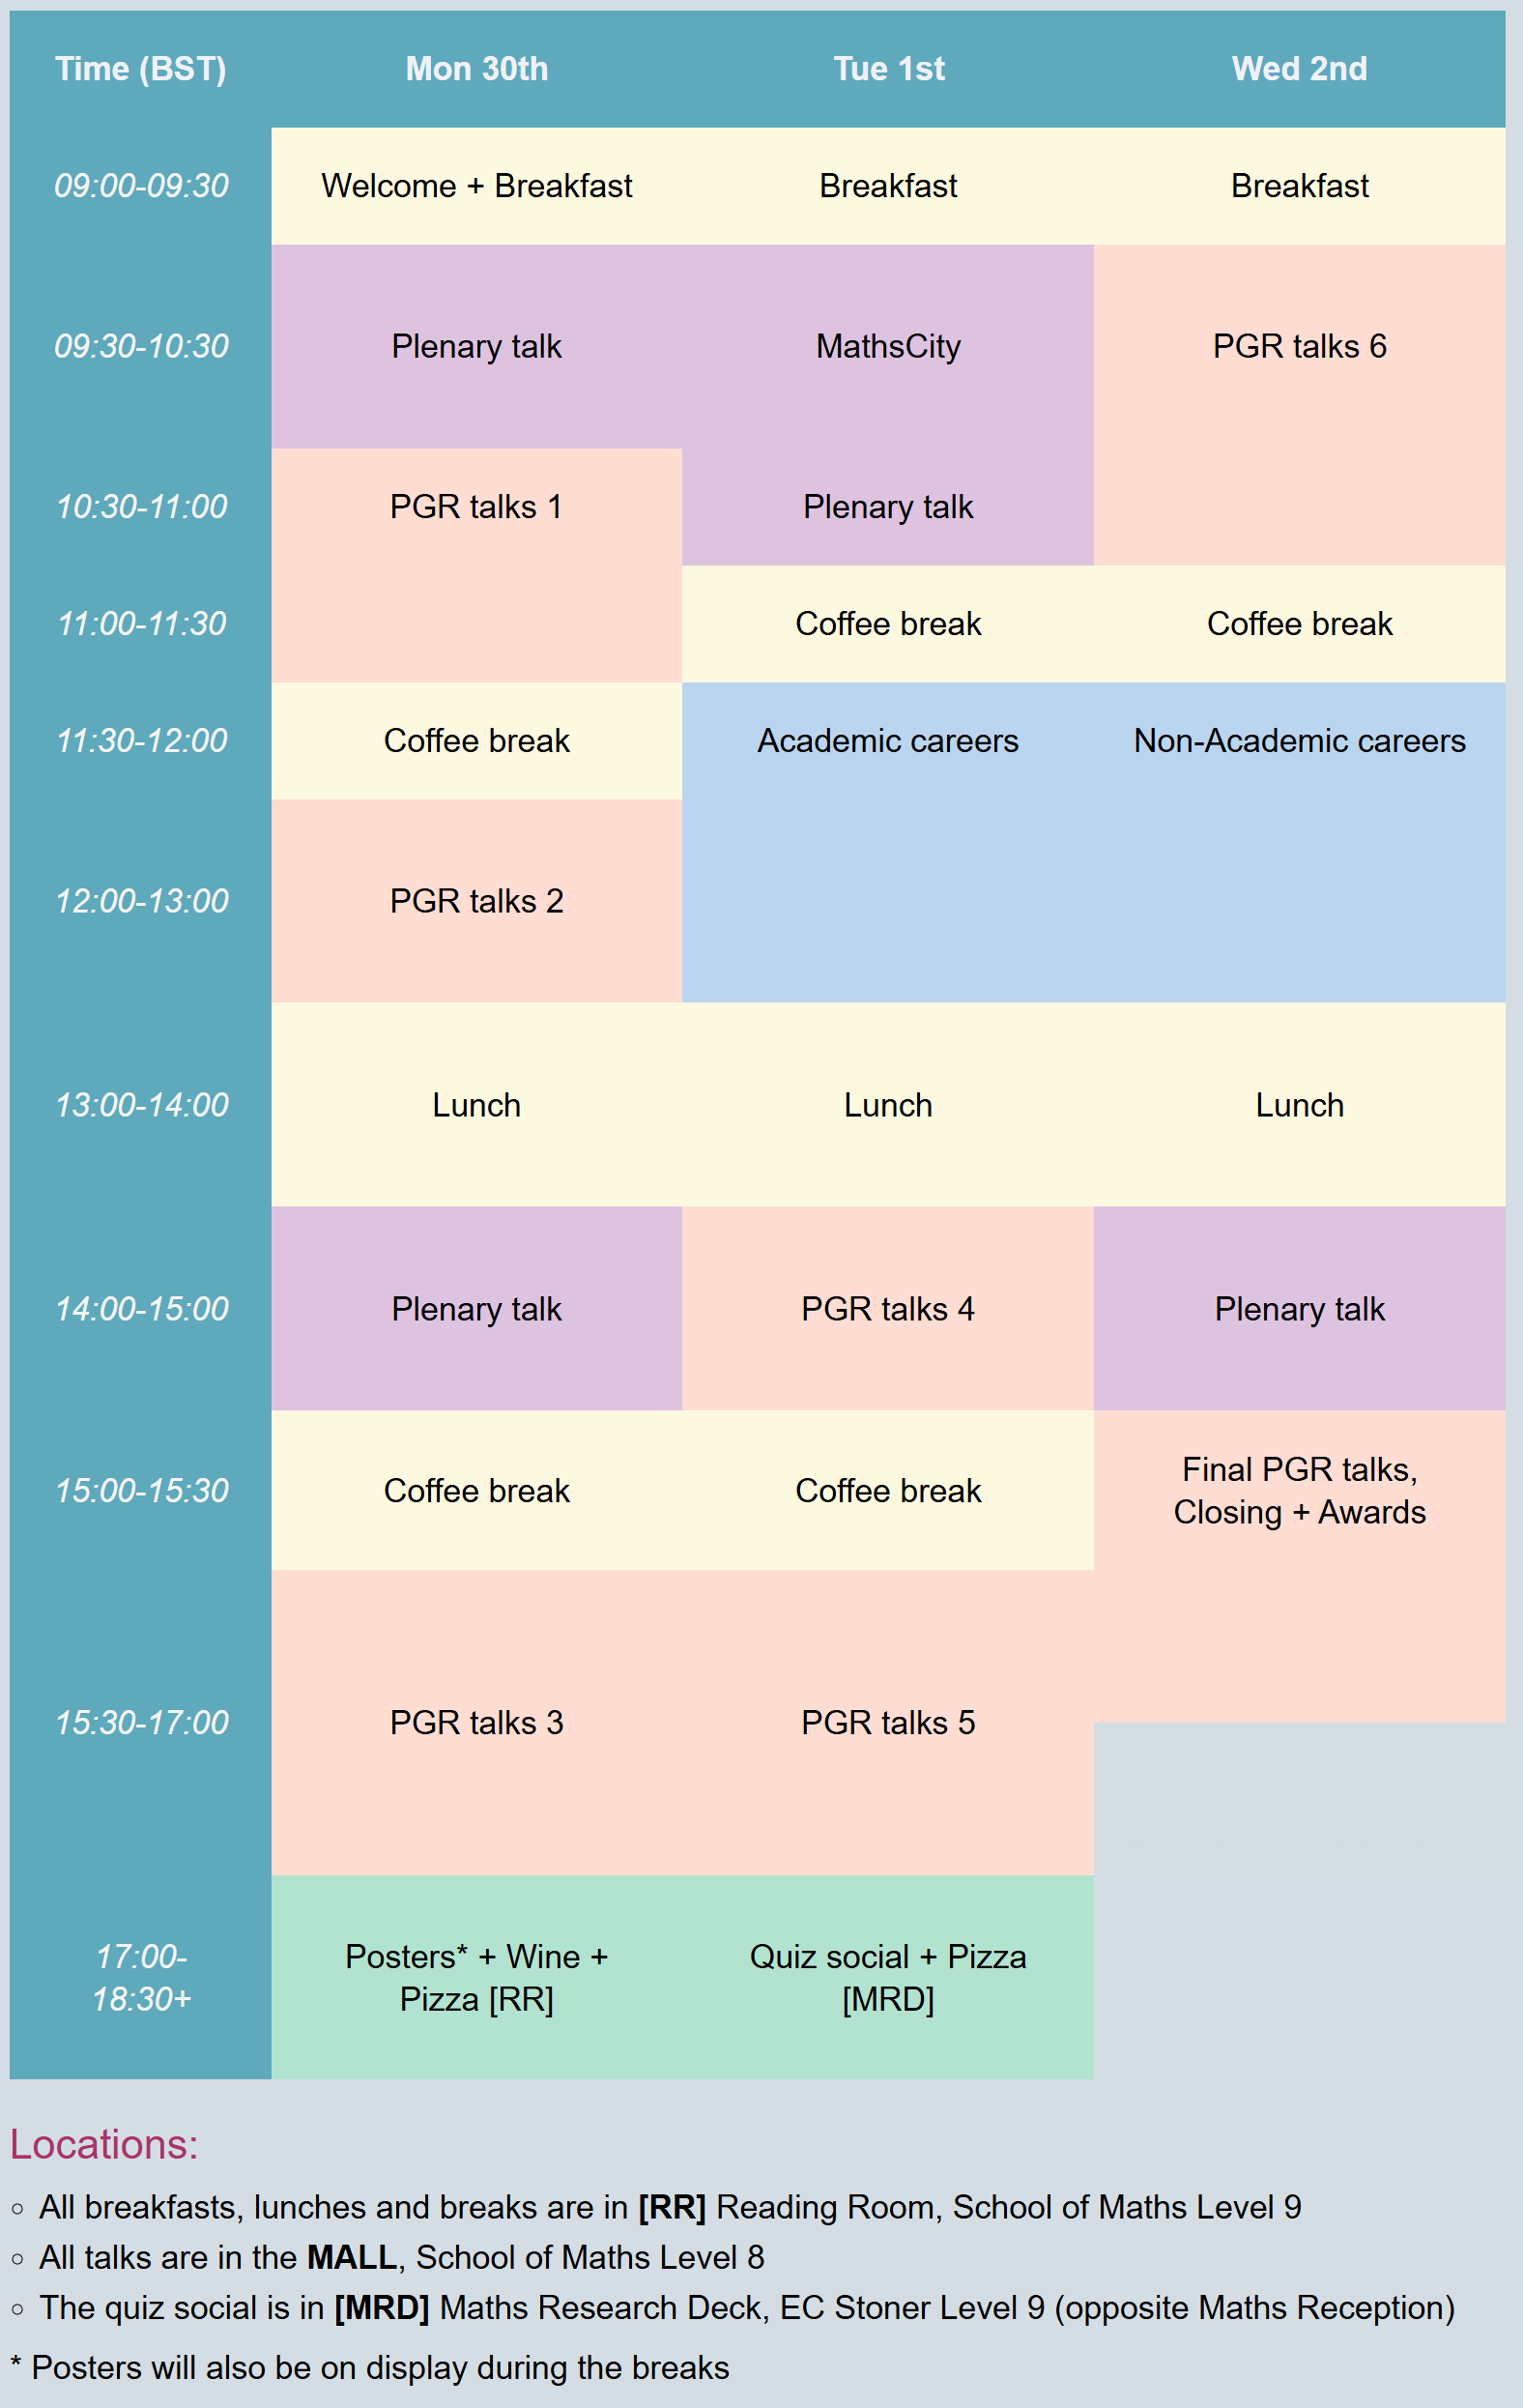 Time (BST) Mon 30th Tue 1st Wed 2nd
09:00-09:30 Welcome + Breakfast Breakfast Breakfast
09:30-10:30 Plenary talk MathsCity PGR talks 6
10:30-11:00 PGR talks 1 Plenary talk
11:00-11:30 Coffee break Coffee break
11:30-12:00 Coffee break Academic careers Non-Academic careers
12:00-13:00 PGR talks 2
13:00-14:00 Lunch Lunch Lunch
14:00-15:00 Plenary talk PGR talks 4 Plenary talk
15:00-15:30 Coffee break Coffee break Final PGR talks,
Closing + Awards
15:30-17:00 PGR talks 3 PGR talks 5
17:00- Posters* + Wine + Quiz social + Pizza
18:30+ Pizza [RR] [MRD]
Locations:
All breakfasts, lunches and breaks are in [RR] Reading Room, School of Maths Level 9
All talks are in the MALL, School of Maths Level 8
The quiz social is in [MRD] Maths Research Deck, EC Stoner Level 9 (opposite Maths Reception)
* Posters will also be on display during the breaks